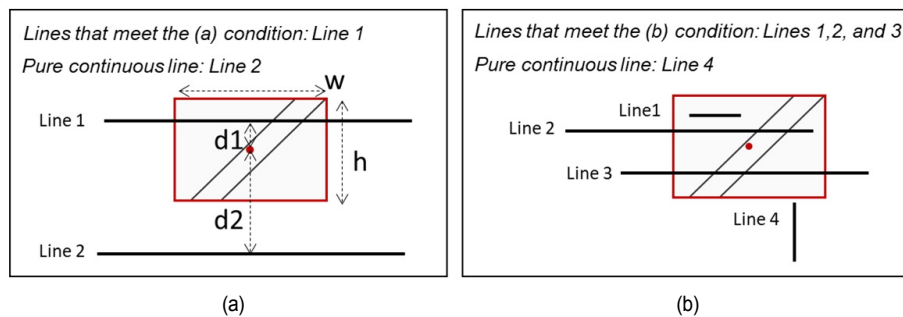 Lines that meet the (a) condition: Line 1
Pure continuous line: Line 2
w
Line 1
d1
h
d2
Line 2
(a)
Lines that meet the (b) condition: Lines 1,2, and 3
Pure continuous line: Line 4
Line1
Line 2
Line 3
Line 4
(b)